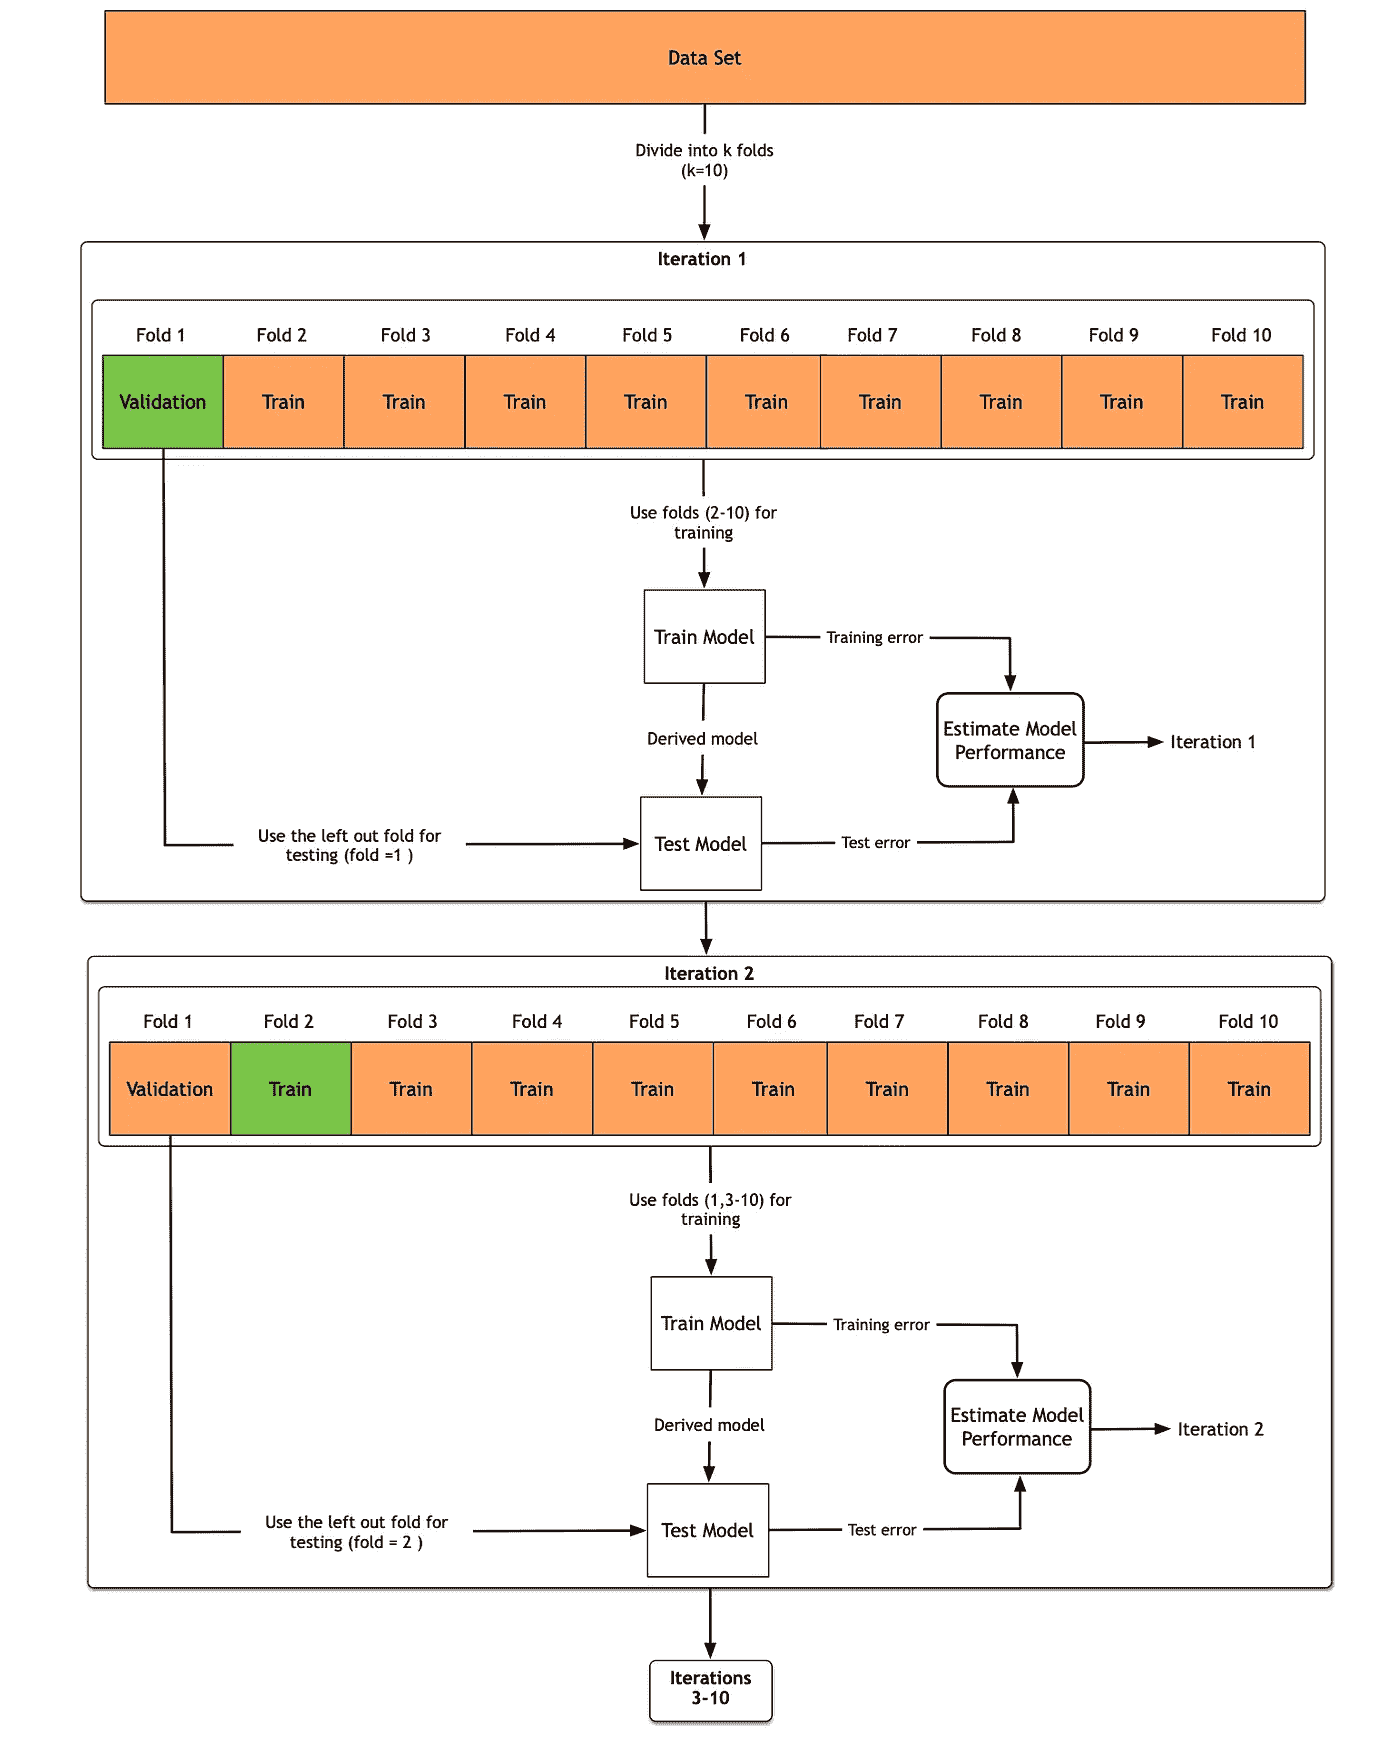 Data Set
Divide into k folds
(k=10)
Iteration 1
Fold 1 Fold 2 Fold 3 Fold 4 Fold 5 Fold 6 Fold 7 Fold 8 Fold 9 Fold 10
Validation Train Train Train Train Train Train Train Train Train
Use folds (2-10) for
training
Train Model
Training error
Estimate Model
Performance
Iteration 1
Derived model
Use the left out fold for
testing (fold =1 )
Test Model
Test error
Iteration 2
Fold 1 Fold 2 Fold 3 Fold 4 Fold 5 Fold 6 Fold 7 Fold 8 Fold 9 Fold 10
Validation Train Train Train Train Train Train Train Train Train
Use folds (1,3-10) for
training
Train Model
Training error
Estimate Model
Performance
Iteration 2
Derived model
Use the left out fold for
testing (fold = 2 )
Test Model
Test error
Iterations
3-10